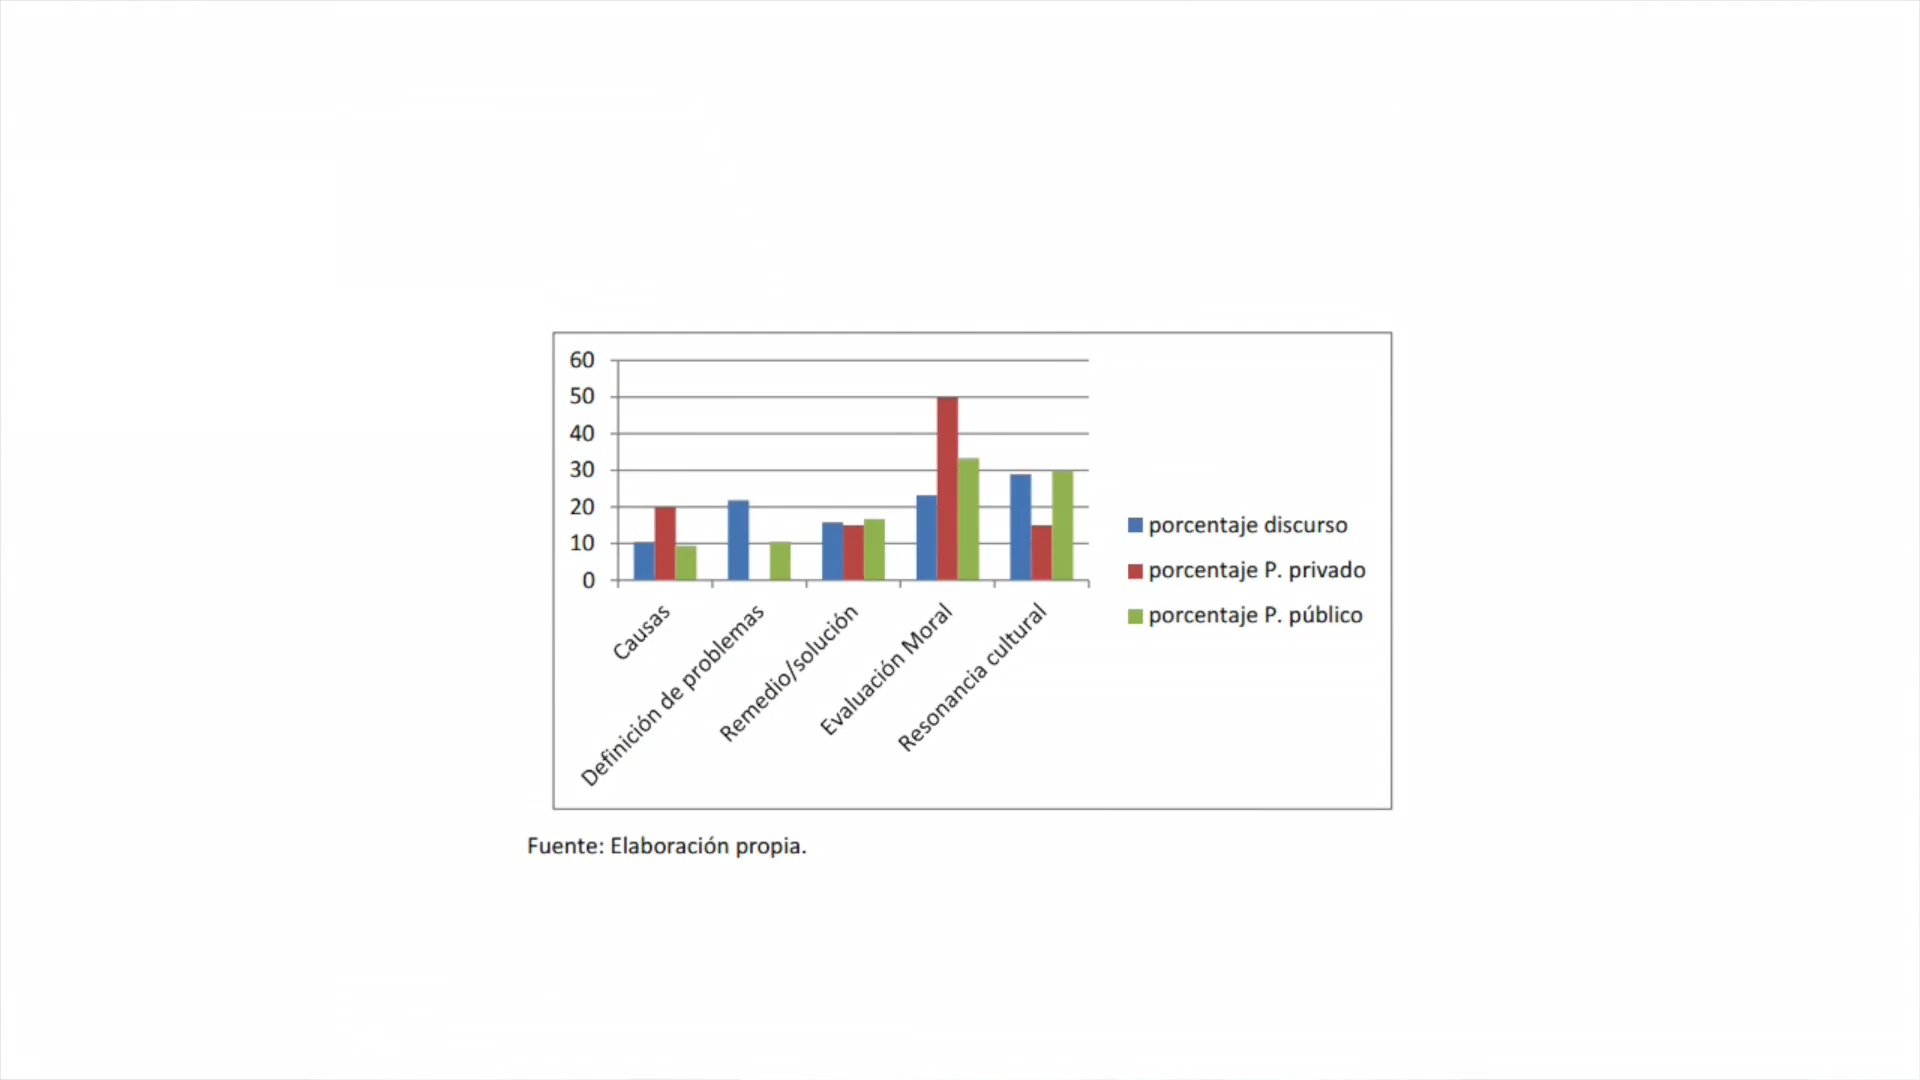 60
50
40
30
20
10
0
Causas
Definición de problemas
Remedio/solución
Evaluación Moral
Resonancia cultural
porcentaje discurso
porcentaje P. privado
porcentaje P. público
Fuente: Elaboración propia.